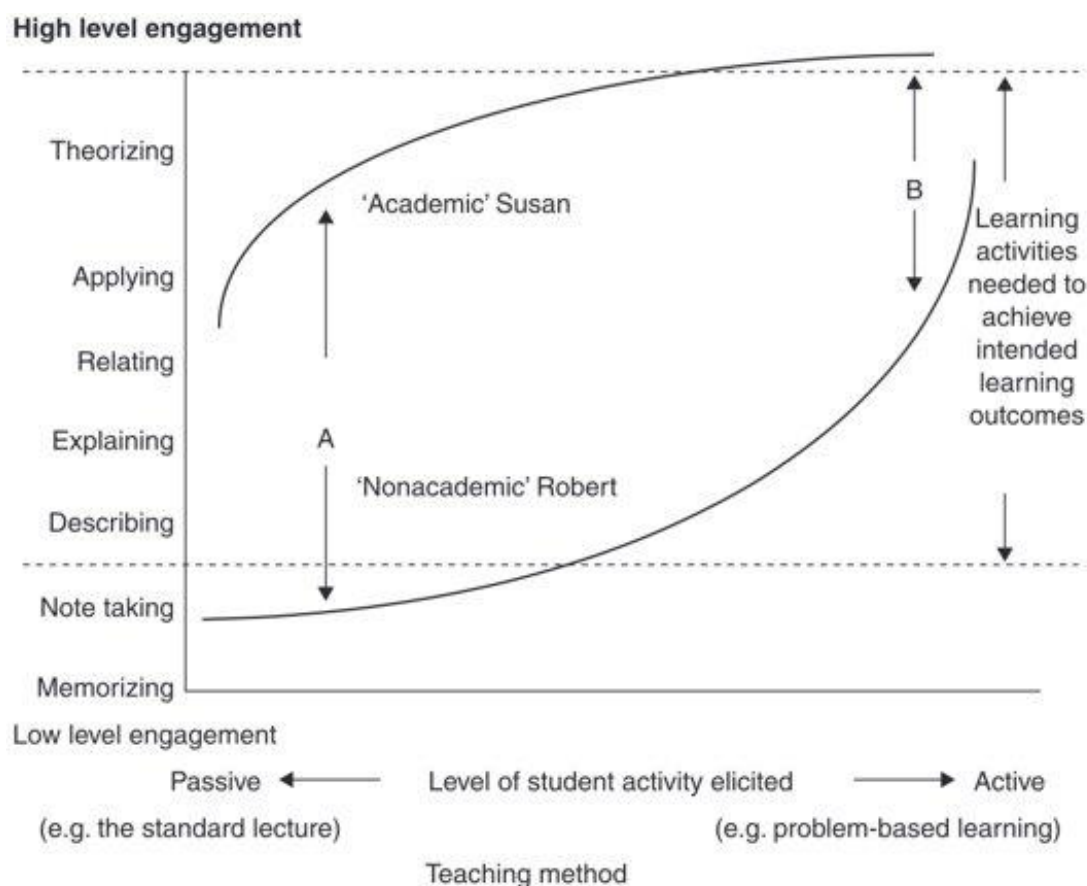 High level engagement
Theorizing
'Academic' Susan
B
Learning
activities
needed to
achieve
intended
learning
outcomes
Applying
Relating
Explaining
A
'Nonacademic' Robert
Describing
Note taking
Memorizing
Low level engagement
Passive Level of student activity elicited Active
(e.g. the standard lecture) (e.g. problem-based learning)
Teaching method